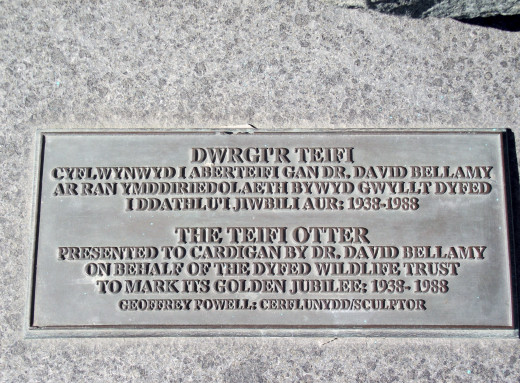 DWRGI'R TEIFI
CYFLWYNWYD I ABERTEIFI GAN DR. DAVID BELLAMY
AR RAN YMDDIRIEDOLAETH BYWYD GWYLLT DYFED
I DDATHLU'I JIWBILI AUR: 1938-1988
THE TEIFI OTTER
PRESENTED TO CARDIGAN BY DR. DAVID BELLAMY
ON BEHALF OF THE DYFED WILDLIFE TRUST
TO MARK ITS GOLDEN JUBILEE: 1938-1988
GEOFFREY POWELL: CERFLUNYDD/SCULPTOR